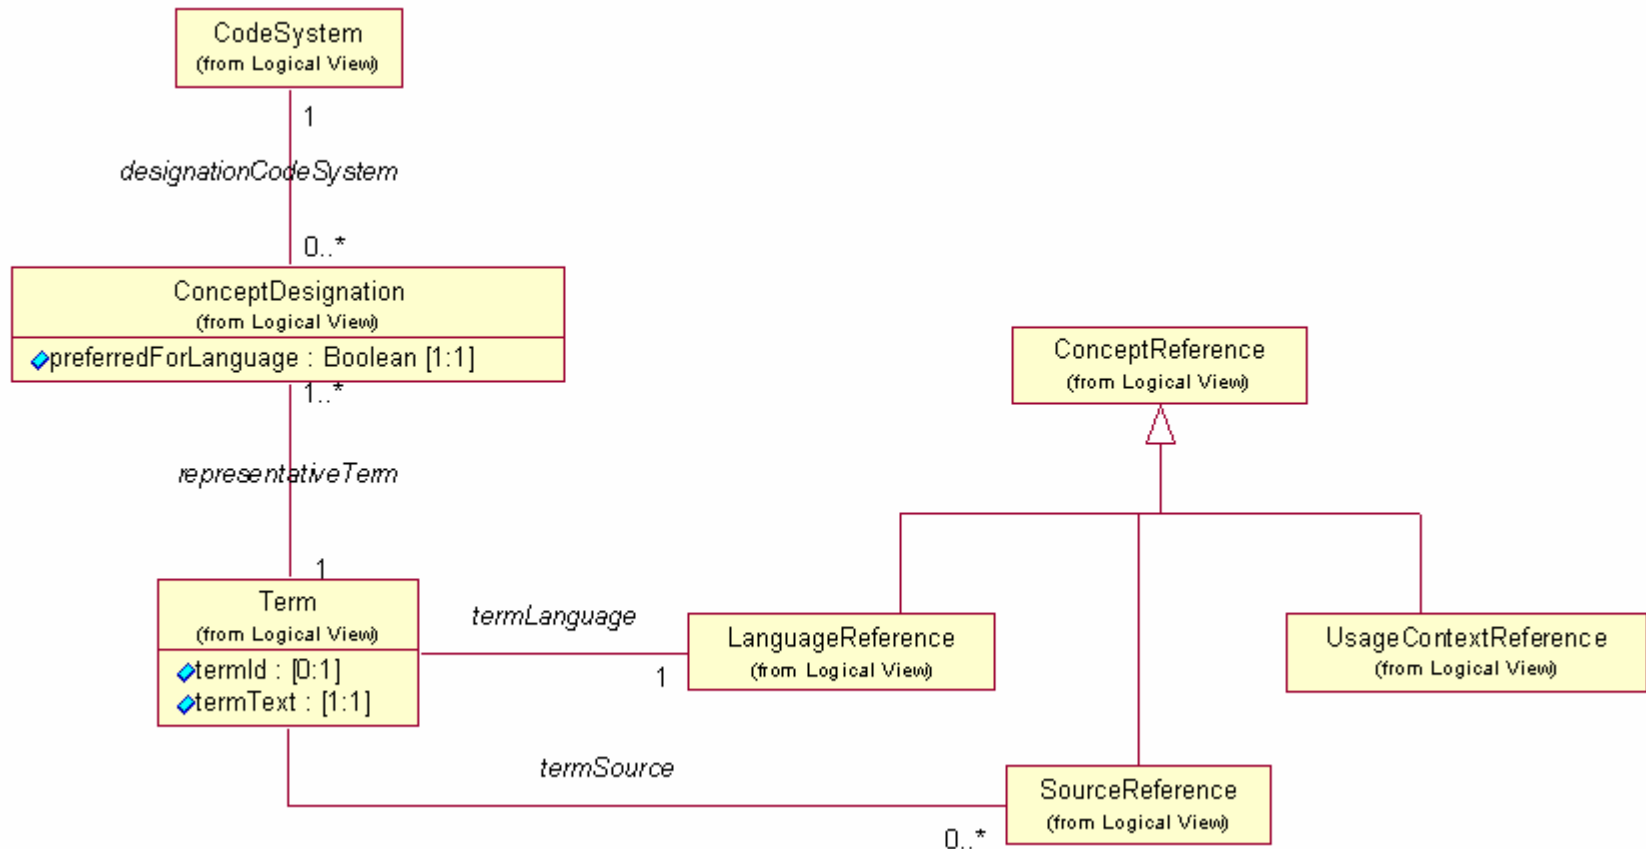 CodeSystem
(from Logical View)
1
designationCodeSystem
0..*
ConceptDesignation
(from Logical View)
preferredForLanguage : Boolean [1:1]
1..*
representativeTerm
1
Term
(from Logical View)
termId : [0:1]
termText : [1:1]
termLanguage
1
termSource
0..*
ConceptReference
(from Logical View)
LanguageReference
(from Logical View)
UsageContextReference
(from Logical View)
SourceReference
(from Logical View)